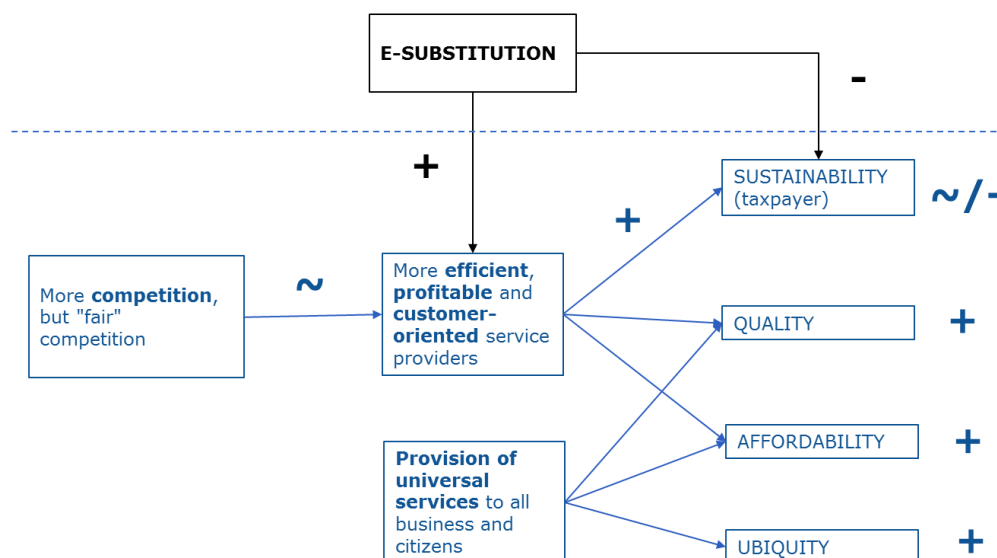 E-SUBSTITUTION
-
+
SUSTAINABILITY
(taxpayer)
~/-
+
More competition,
but "fair"
competition
~
More efficient,
profitable and
customer-
oriented service
providers
QUALITY
+
AFFORDABILITY
+
Provision of
universal
services to all
business and
citizens
UBIQUITY
+